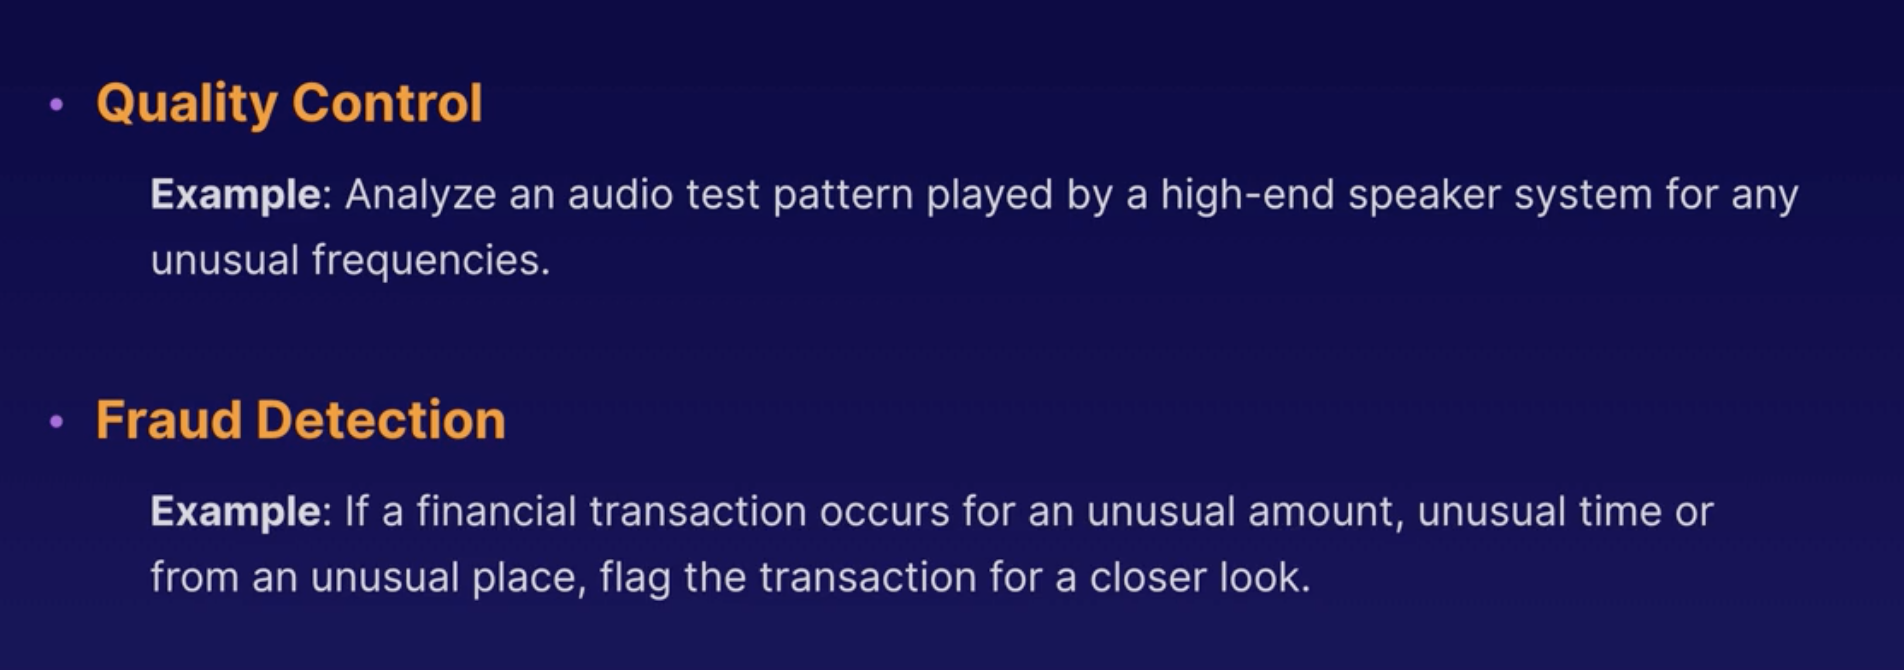 • Quality Control
Example: Analyze an audio test pattern played by a high-end speaker system for any
unusual frequencies.
• Fraud Detection
Example: If a financial transaction occurs for an unusual amount, unusual time or
from an unusual place, flag the transaction for a closer look.